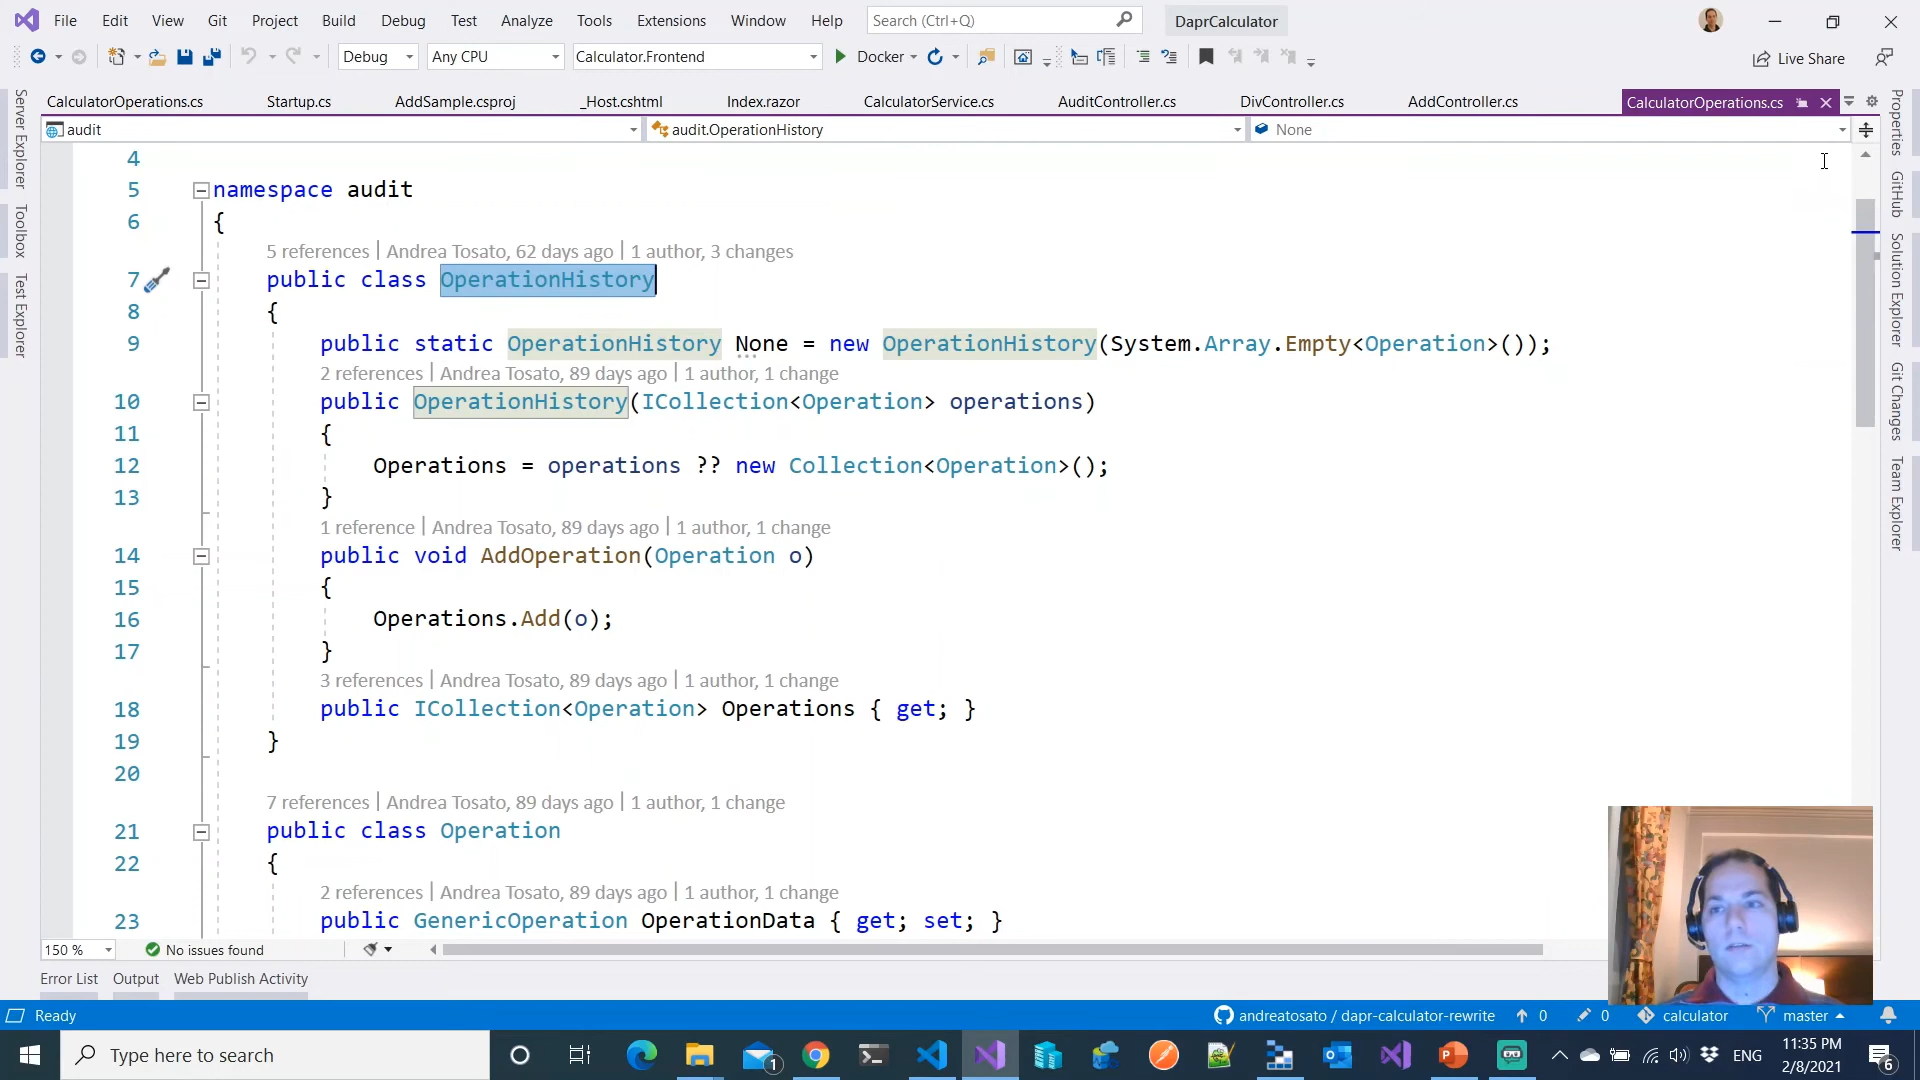 File Edit View Git Project Build Debug Test Analyze Tools Extensions Window Help Search (Ctrl+Q) DaprCalculator
Debug Any CPU Calculator.Frontend Docker Live Share
CalculatorOperations.cs Startup.cs AddSample.csproj _Host.cshtml Index.razor CalculatorService.cs AuditController.cs DivController.cs AddController.cs CalculatorOperations.cs
audit audit.OperationHistory None
Server Explorer
Toolbox
Test Explorer
Properties
GitHub
Solution Explorer
Git Changes
Team Explorer
4
5 namespace audit
6 {
5 references | Andrea Tosato, 62 days ago | 1 author, 3 changes
7 public class OperationHistory
8 {
9 public static OperationHistory None = new OperationHistory(System.Array.Empty<Operation>());
2 references | Andrea Tosato, 89 days ago | 1 author, 1 change
10 public OperationHistory(ICollection<Operation> operations)
11 {
12 Operations = operations ?? new Collection<Operation>();
13 }
1 reference | Andrea Tosato, 89 days ago | 1 author, 1 change
14 public void AddOperation(Operation o)
15 {
16 Operations.Add(o);
17 }
3 references | Andrea Tosato, 89 days ago | 1 author, 1 change
18 public ICollection<Operation> Operations { get; }
19 }
20
7 references | Andrea Tosato, 89 days ago | 1 author, 1 change
21 public class Operation
22 {
2 references | Andrea Tosato, 89 days ago | 1 author, 1 change
23 public GenericOperation OperationData { get; set; }
150 % No issues found
Error List Output Web Publish Activity
Ready andreatosato / dapr-calculator-rewrite 0 0 calculator master
Type here to search 1 ENG 11:35 PM
2/8/2021 6